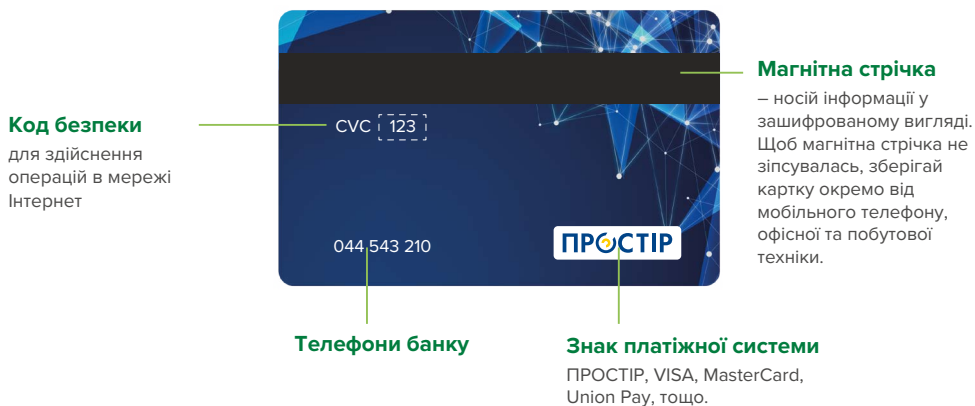 Код безпеки
для здійснення
операцій в мережі
Інтернет
CVC 123
044 543 210
ПРОСТІР
Магнітна стрічка
– носій інформації у
зашифрованому вигляді.
Щоб магнітна стрічка не
зіпсувалась, зберігай
картку окремо від
мобільного телефону,
офісної та побутової
техніки.
Телефони банку
Знак платіжної системи
ПРОСТІР, VISA, MasterCard,
Union Pay, тощо.